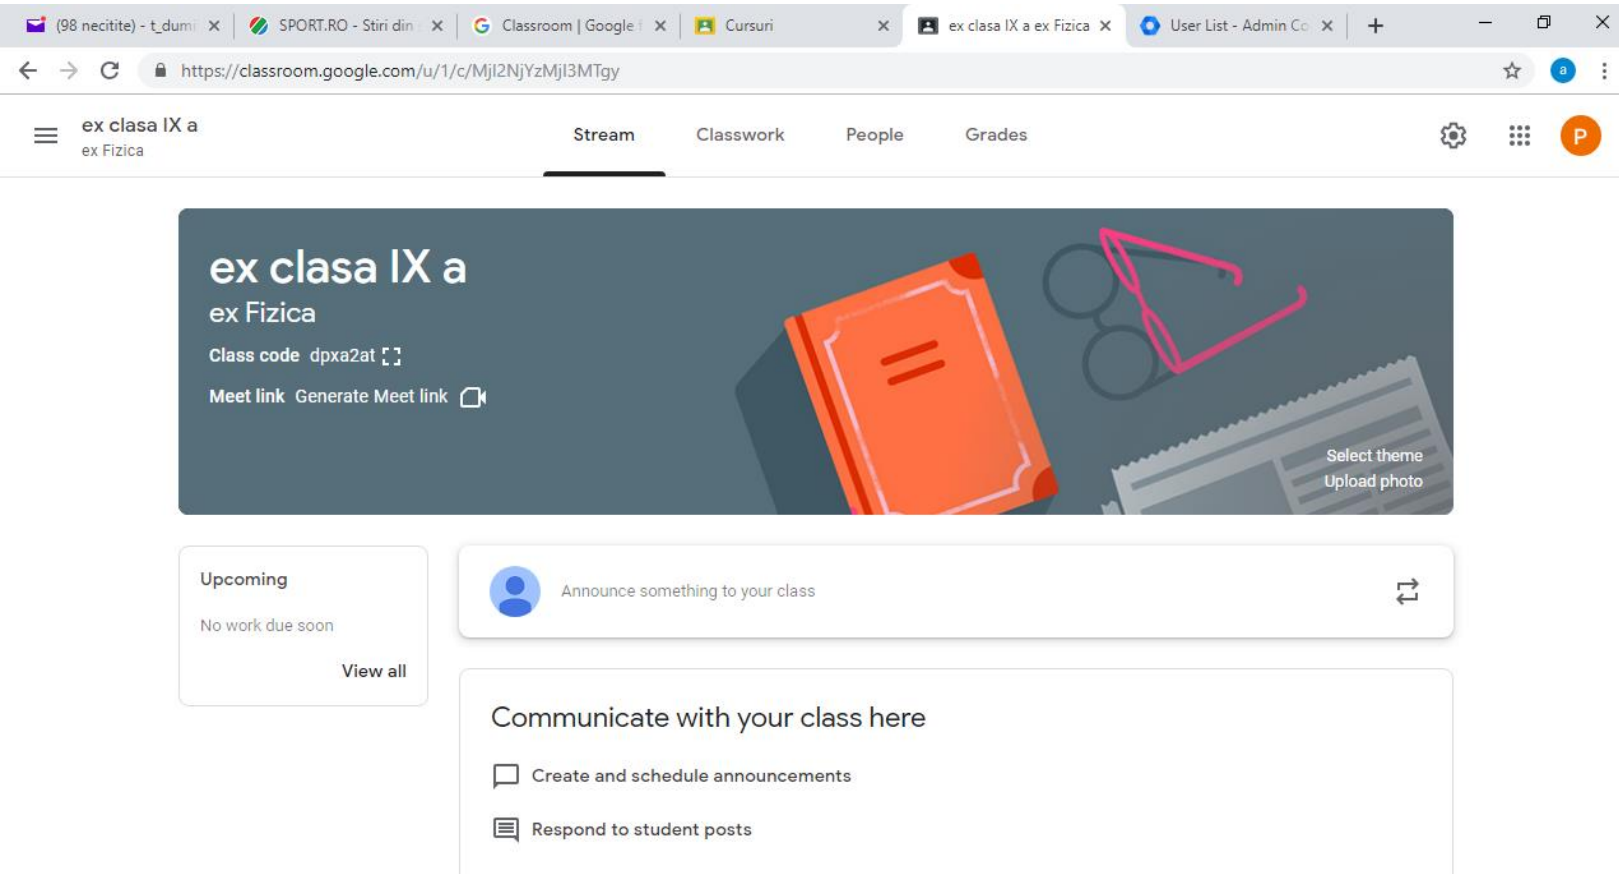 (98 necitite) - t_dumi
SPORT.RO - Stiri din
Classroom | Google
Cursuri
ex clasa IX a ex Fizica
User List - Admin Co
https://classroom.google.com/u/1/c/MjI2NjYzMjI3MTgy
a
ex clasa IX a
ex Fizica
Stream
Classwork
People
Grades
P
ex clasa IX a
ex Fizica
Class code dpxa2at
Meet link Generate Meet link
Select theme
Upload photo
Upcoming
No work due soon
View all
Announce something to your class
Communicate with your class here
Create and schedule announcements
Respond to student posts